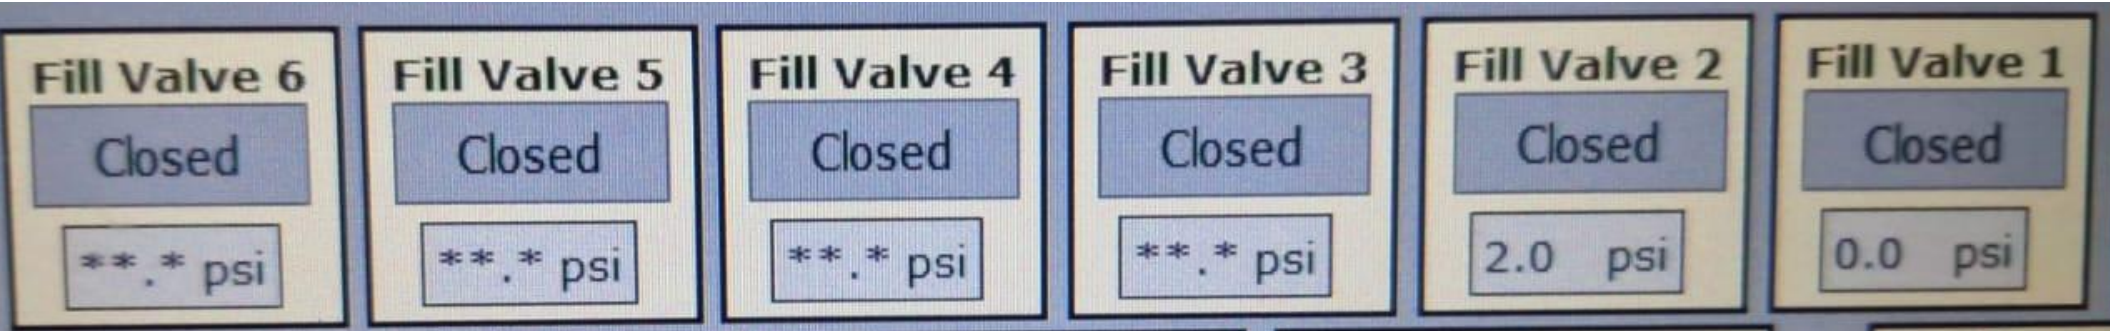 Fill Valve 6
Closed
**.* psi
Fill Valve 5
Closed
**.* psi
Fill Valve 4
Closed
**.* psi
Fill Valve 3
Closed
**.* psi
Fill Valve 2
Closed
2.0 psi
Fill Valve 1
Closed
0.0 psi